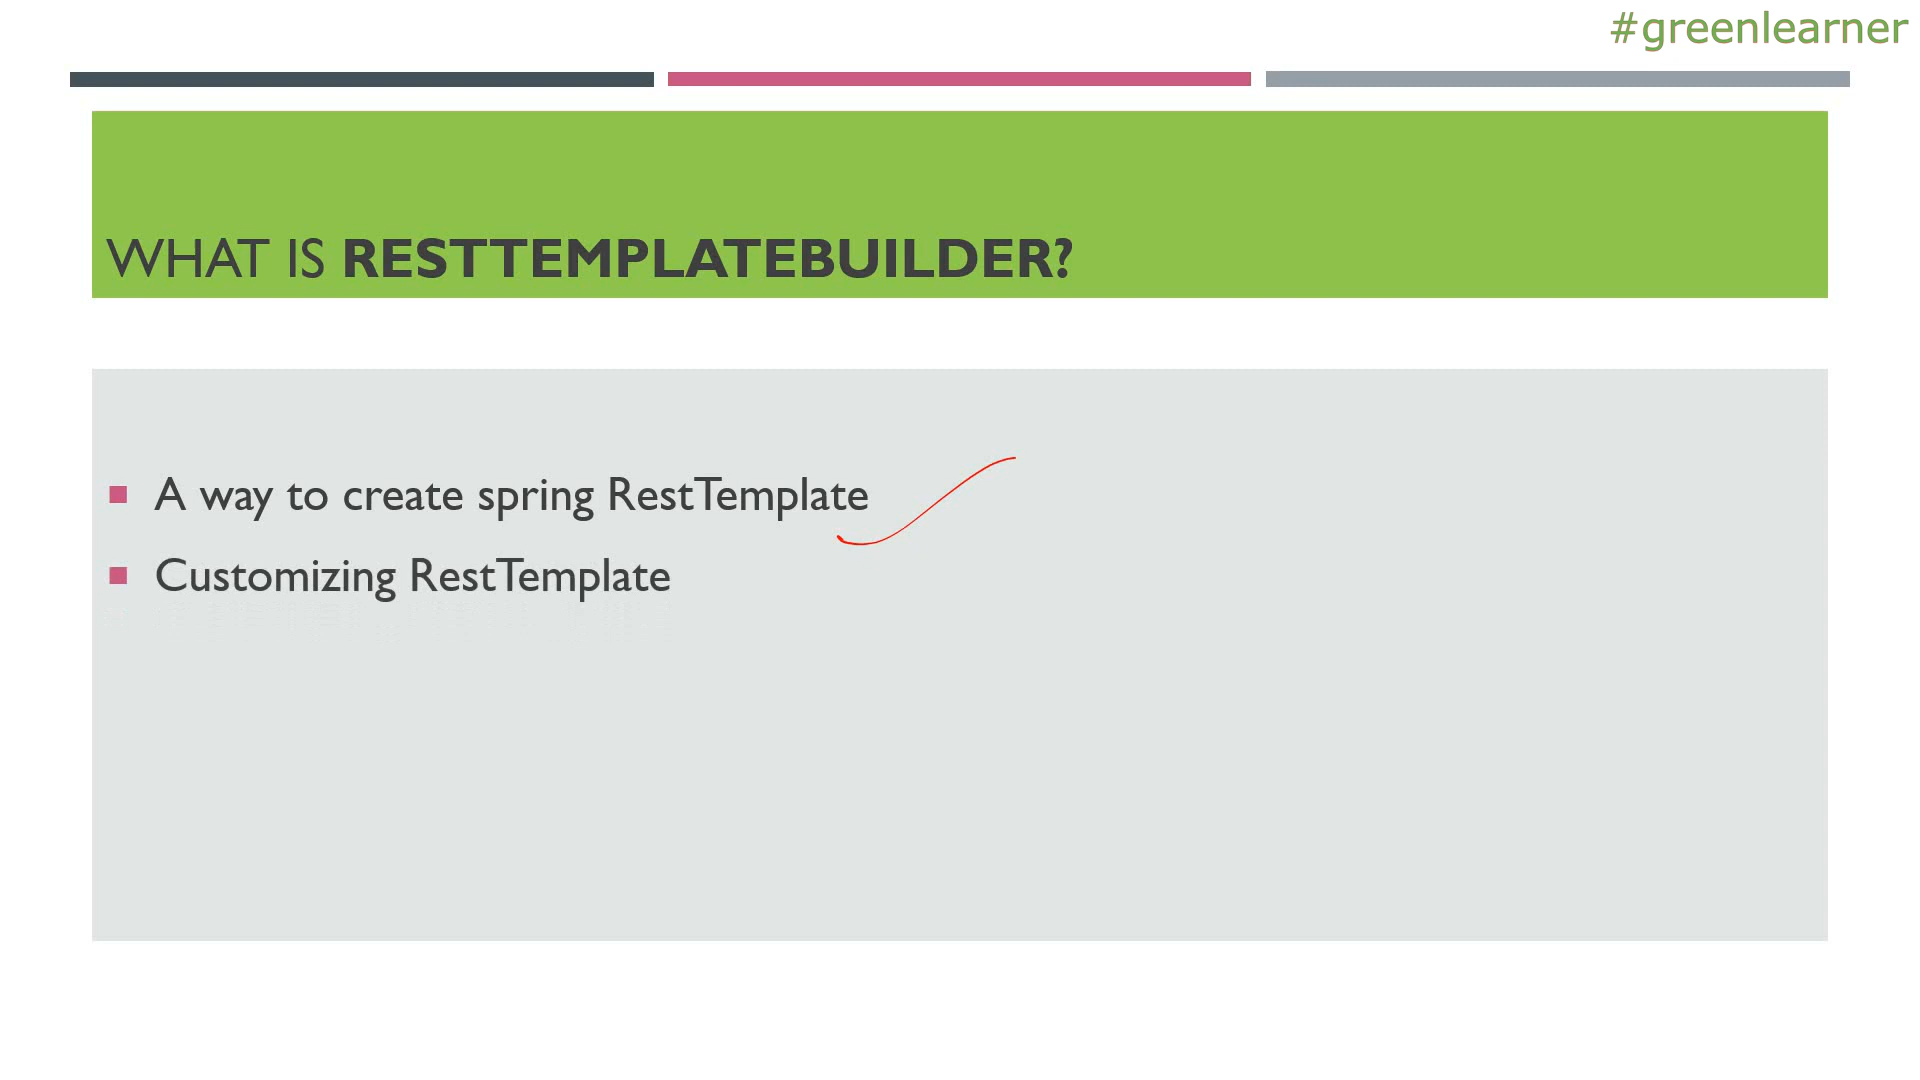 #greenlearner
WHAT IS RESTTEMPLATEBUILDER?
A way to create spring RestTemplate
Customizing RestTemplate